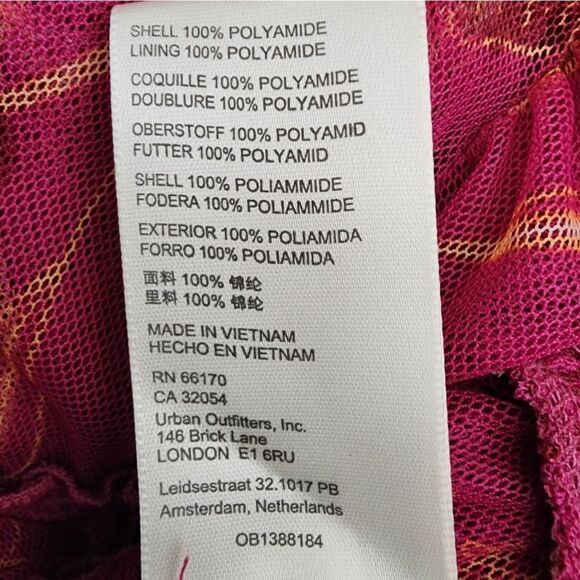 SHELL 100% POLYAMIDE
LINING 100% POLYAMIDE
COQUILLE 100% POLYAMIDE
DOUBLURE 100% POLYAMIDE
OBERSTOFF 100% POLYAMID
FUTTER 100% POLYAMID
SHELL 100% POLIAMMIDE
FODERA 100% POLIAMMIDE
EXTERIOR 100% POLIAMIDA
FORRO 100% POLIAMIDA
面料 100% 锦纶
里料 100% 锦纶
MADE IN VIETNAM
HECHO EN VIETNAM
RN 66170
CA 32054
Urban Outfitters, Inc.
146 Brick Lane
LONDON E1 6RU
Leidsestraat 32.1017 PB
Amsterdam, Netherlands
OB1388184